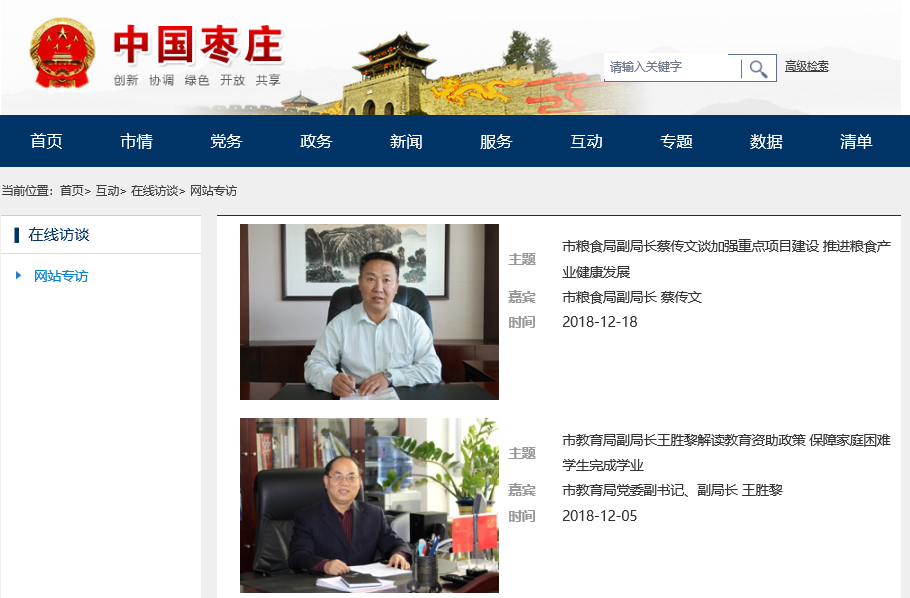 中国枣庄
创新 协调 绿色 开放 共享
请输入关键字
高级检索
首页 市情 党务 政务 新闻 服务 互动 专题 数据 清单
当前位置：首页> 互动> 在线访谈> 网站专访
在线访谈
网站专访
主题 市粮食局副局长蔡传文谈加强重点项目建设 推进粮食产
业健康发展
嘉宾 市粮食局副局长 蔡传文
时间 2018-12-18
主题 市教育局副局长王胜黎解读教育资助政策 保障家庭困难
学生完成学业
嘉宾 市教育局党委副书记、副局长 王胜黎
时间 2018-12-05